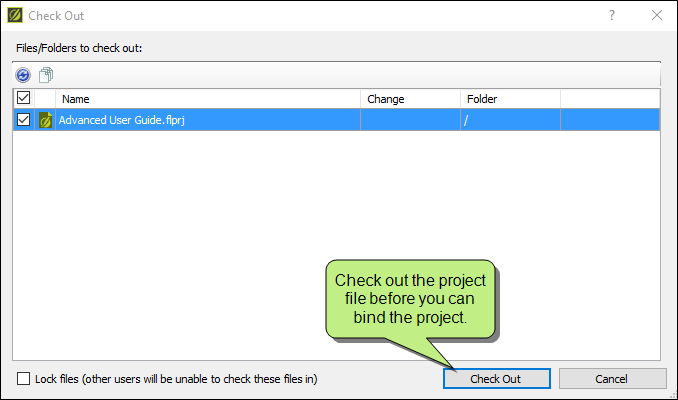 Check Out
? ×
Files/Folders to check out:
Name Change Folder
Advanced User Guide.flprj /
Check out the project
file before you can
bind the project.
Lock files (other users will be unable to check these files in)
Check Out Cancel